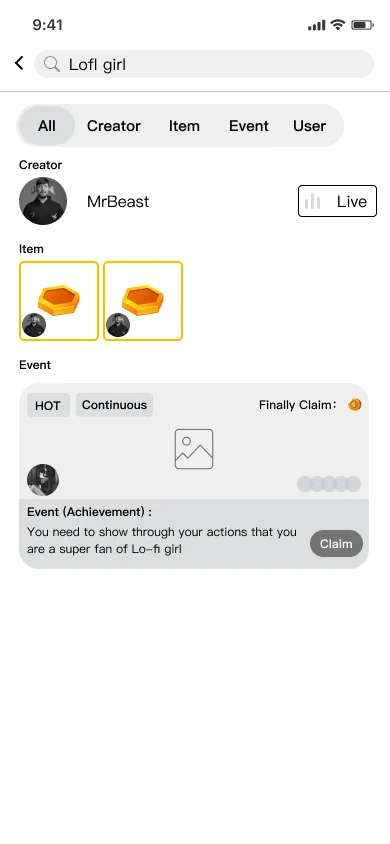 9:41
Lofl girl
All Creator Item Event User
Creator
MrBeast
Live
Item
Event
HOT Continuous Finally Claim：
Event (Achievement) :
You need to show through your actions that you
are a super fan of Lo-fi girl
Claim